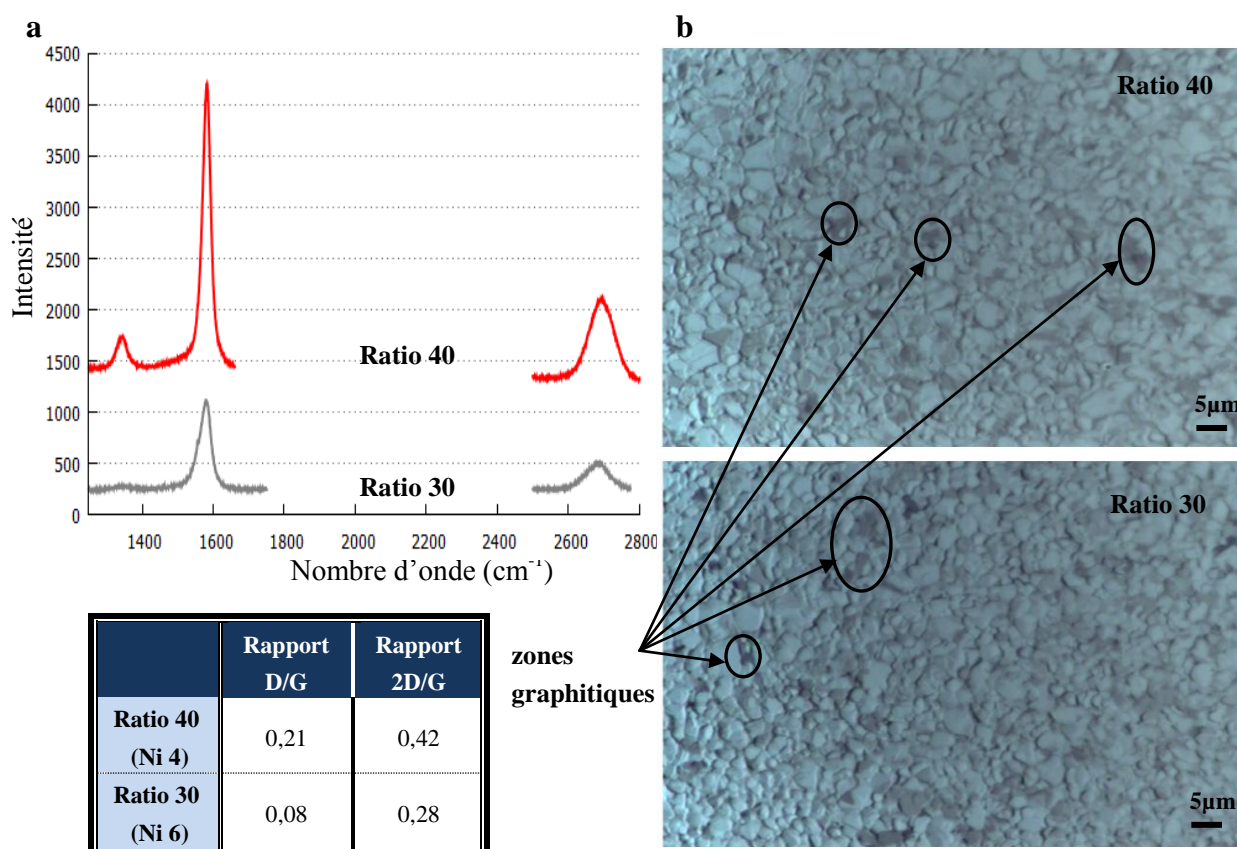 a
b
4500
4000
3500
3000
2500
2000
1500
1000
500
0
Intensité
Ratio 40
Ratio 30
1400 1600 1800 2000 2200 2400 2600 2800
Nombre d'onde (cm⁻¹)
Ratio 40
5µm
Ratio 30
5µm
zones
graphitiques
Rapport D/G
Rapport 2D/G
Ratio 40 (Ni 4)
0,21
0,42
Ratio 30 (Ni 6)
0,08
0,28